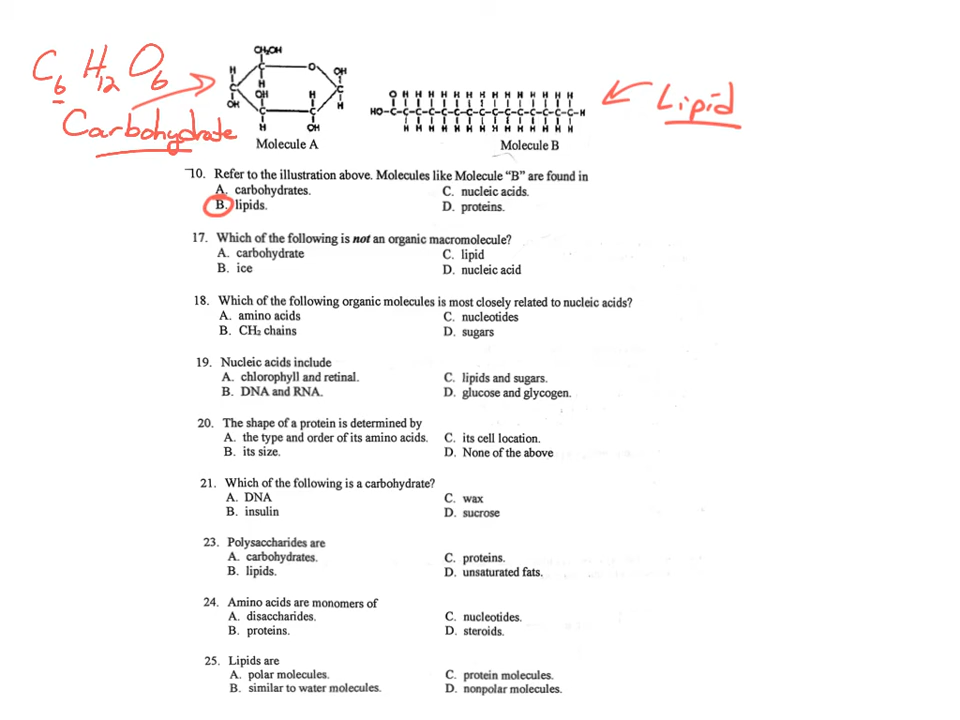 C6 H12 O6
Carbohydrate
CH2OH
H O OH
C C
H
OH C H C H
OH C C H
H OH
Molecule A
O H H H H H H H H H H H H H H
HO-C-C-C-C-C-C-C-C-C-C-C-C-C-C-C-H
H H H H H H H H H H H H H H
Molecule B
Lipid
10. Refer to the illustration above. Molecules like Molecule "B" are found in
A. carbohydrates. C. nucleic acids.
B. lipids. D. proteins.
17. Which of the following is not an organic macromolecule?
A. carbohydrate C. lipid
B. ice D. nucleic acid
18. Which of the following organic molecules is most closely related to nucleic acids?
A. amino acids C. nucleotides
B. CH2 chains D. sugars
19. Nucleic acids include
A. chlorophyll and retinal. C. lipids and sugars.
B. DNA and RNA. D. glucose and glycogen.
20. The shape of a protein is determined by
A. the type and order of its amino acids. C. its cell location.
B. its size. D. None of the above
21. Which of the following is a carbohydrate?
A. DNA C. wax
B. insulin D. sucrose
23. Polysaccharides are
A. carbohydrates. C. proteins.
B. lipids. D. unsaturated fats.
24. Amino acids are monomers of
A. disaccharides. C. nucleotides.
B. proteins. D. steroids.
25. Lipids are
A. polar molecules. C. protein molecules.
B. similar to water molecules. D. nonpolar molecules.